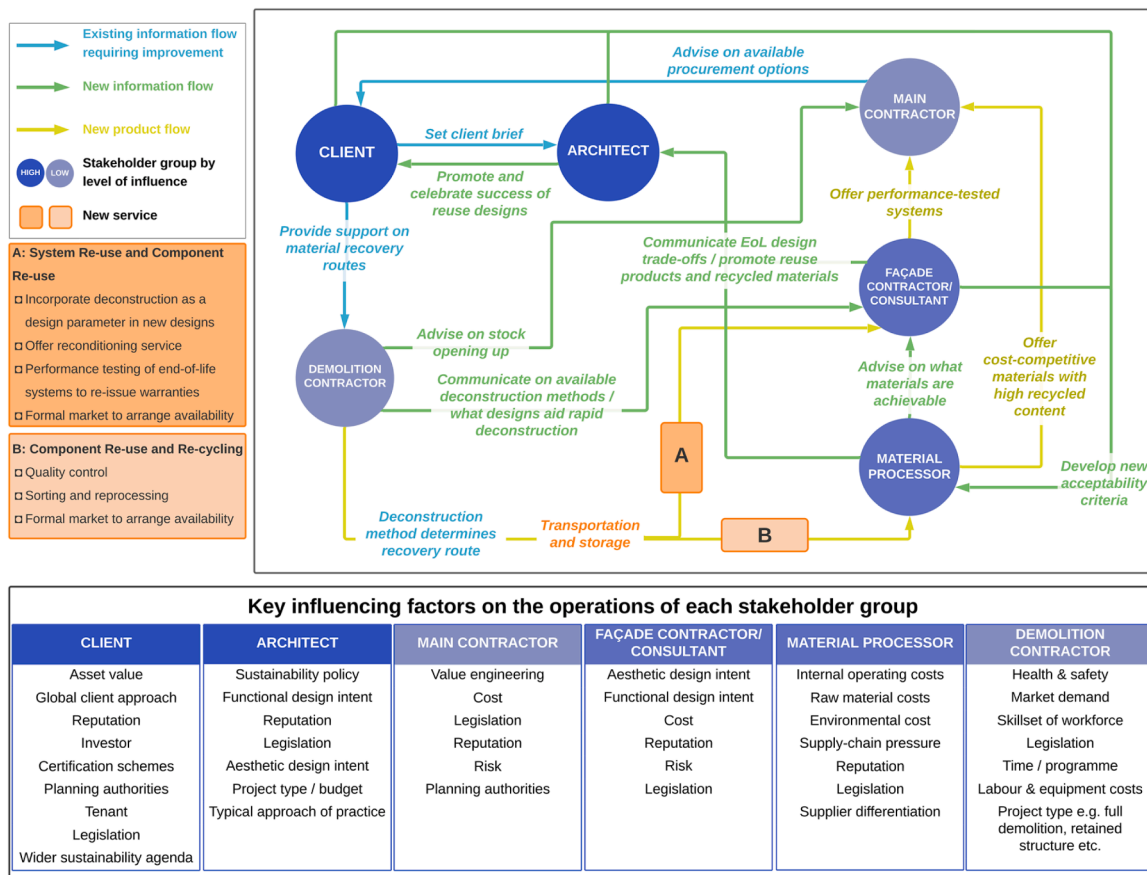 Existing information flow
requiring improvement
New information flow
New product flow
HIGH
LOW
Stakeholder group by
level of influence
New service
A: System Re-use and Component
Re-use
Incorporate deconstruction as a
design parameter in new designs
Offer reconditioning service
Performance testing of end-of-life
systems to re-issue warranties
Formal market to arrange availability
B: Component Re-use and Re-cycling
Quality control
Sorting and reprocessing
Formal market to arrange availability
Advise on available
procurement options
MAIN
CONTRACTOR
CLIENT
Set client brief
ARCHITECT
Promote and
celebrate success of
reuse designs
Offer performance-tested
systems
Provide support on
material recovery
routes
Communicate EoL design
trade-offs / promote reuse
products and recycled materials
FAÇADE
CONTRACTOR/
CONSULTANT
Advise on stock
opening up
DEMOLITION
CONTRACTOR
Communicate on available
deconstruction methods /
what designs aid rapid
deconstruction
Advise on what
materials are
achievable
Offer
cost-competitive
materials with
high recycled
content
A
MATERIAL
PROCESSOR
Develop new
acceptability
criteria
Deconstruction
method determines
recovery route
Transportation
and storage
B
Key influencing factors on the operations of each stakeholder group
CLIENT
Asset value
Global client approach
Reputation
Investor
Certification schemes
Planning authorities
Tenant
Legislation
Wider sustainability agenda
ARCHITECT
Sustainability policy
Functional design intent
Reputation
Legislation
Aesthetic design intent
Project type / budget
Typical approach of practice
MAIN CONTRACTOR
Value engineering
Cost
Legislation
Reputation
Risk
Planning authorities
FAÇADE CONTRACTOR/
CONSULTANT
Aesthetic design intent
Functional design intent
Cost
Reputation
Risk
Legislation
MATERIAL PROCESSOR
Internal operating costs
Raw material costs
Environmental cost
Supply-chain pressure
Reputation
Legislation
Supplier differentiation
DEMOLITION
CONTRACTOR
Health & safety
Market demand
Skillset of workforce
Legislation
Time / programme
Labour & equipment costs
Project type e.g. full
demolition, retained
structure etc.